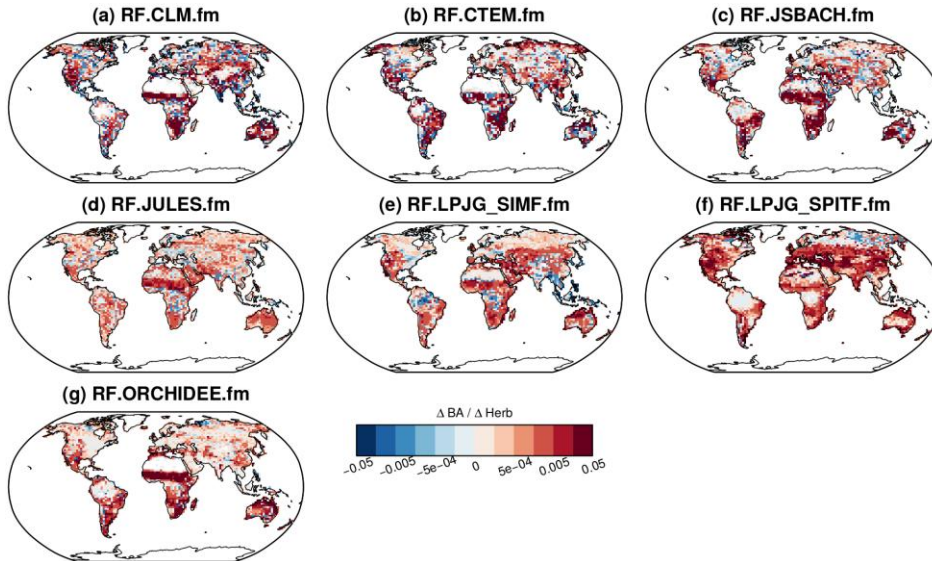 (a) RF.CLM.fm
(b) RF.CTEM.fm
(c) RF.JSBACH.fm
(d) RF.JULES.fm
(e) RF.LPJG_SIMF.fm
(f) RF.LPJG_SPITF.fm
(g) RF.ORCHIDEE.fm
Δ BA / Δ Herb
−0.05 −0.005 −5e−04 0 5e−04 0.005 0.05